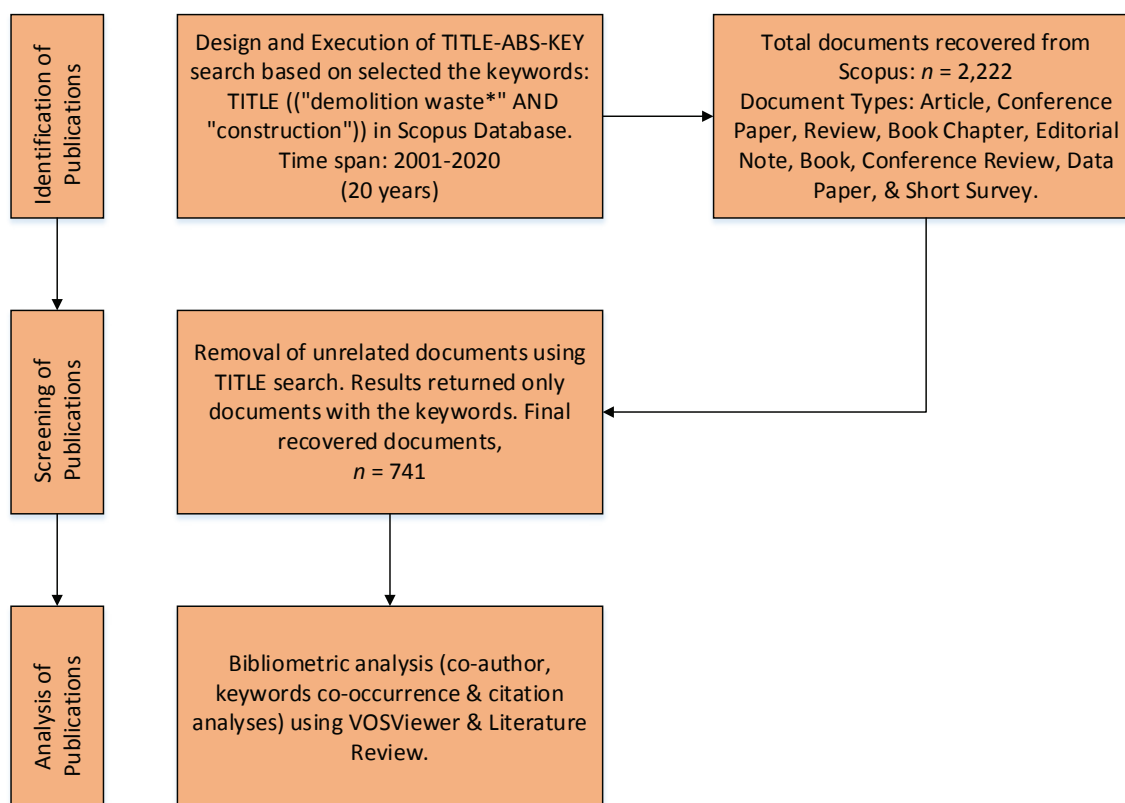 Identification of
Publications
Design and Execution of TITLE-ABS-KEY
search based on selected the keywords:
TITLE (("demolition waste*" AND
"construction")) in Scopus Database.
Time span: 2001-2020
(20 years)
Total documents recovered from
Scopus: n = 2,222
Document Types: Article, Conference
Paper, Review, Book Chapter, Editorial
Note, Book, Conference Review, Data
Paper, & Short Survey.
Screening of
Publications
Removal of unrelated documents using
TITLE search. Results returned only
documents with the keywords. Final
recovered documents,
n = 741
Analysis of
Publications
Bibliometric analysis (co-author,
keywords co-occurrence & citation
analyses) using VOSViewer & Literature
Review.